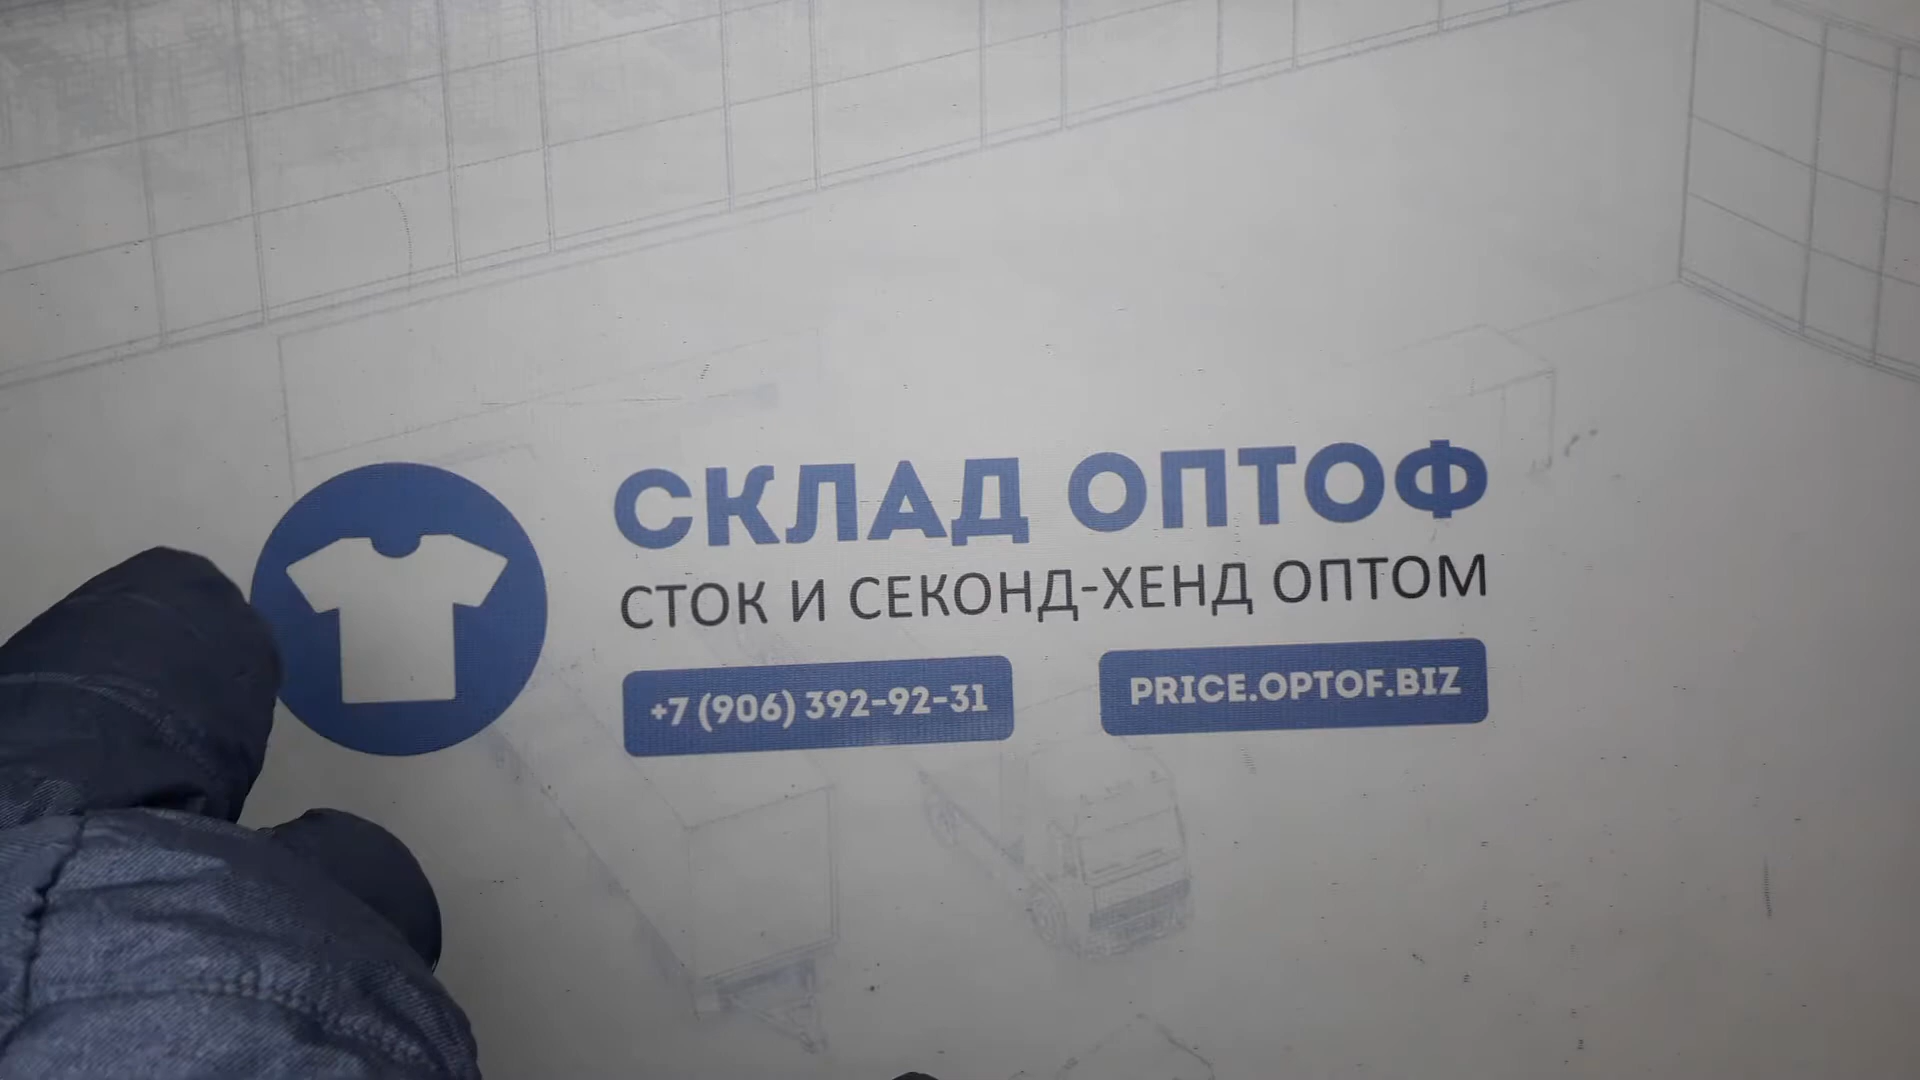 СКЛАД ОПТОФ
СТОК И СЕКОНД-ХЕНД ОПТОМ
+7 (906) 392-92-31
PRICE.OPTOF.BIZ